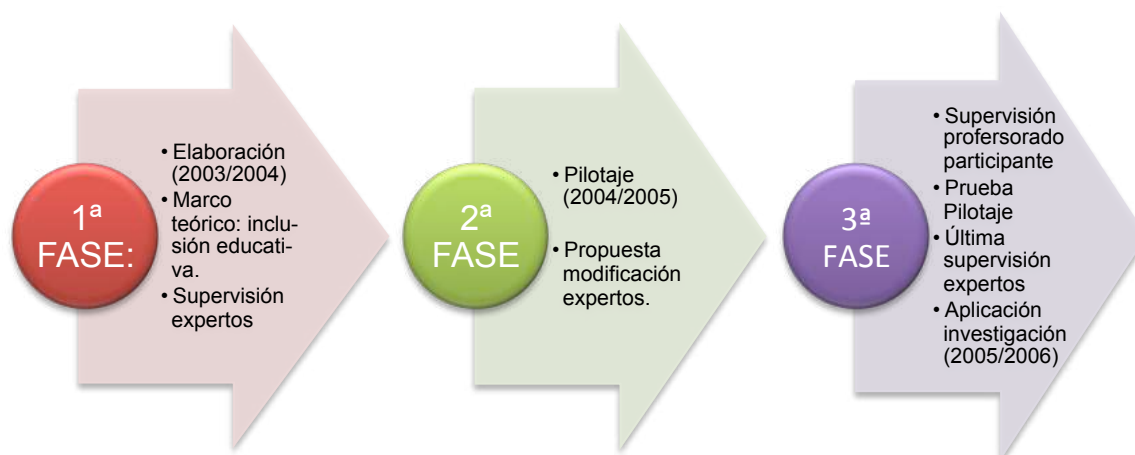 1ª
FASE:
• Elaboración
(2003/2004)
• Marco
teórico: inclu-
sión educati-
va.
• Supervisión
expertos
2ª
FASE
• Pilotaje
(2004/2005)
• Propuesta
modificación
expertos.
3ª
FASE
• Supervisión
profersorado
participante
• Prueba
Pilotaje
• Última
supervisión
expertos
• Aplicación
investigación
(2005/2006)